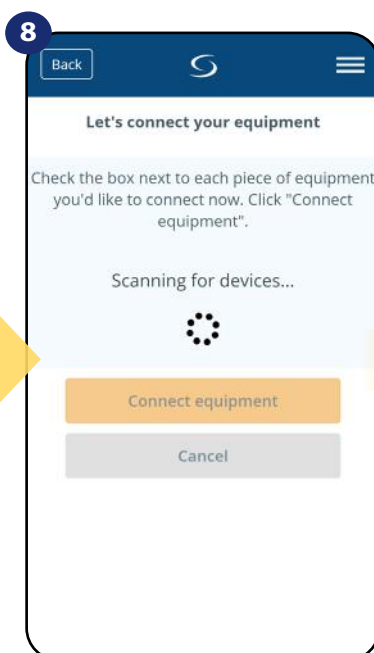 8
Back
Let's connect your equipment
Check the box next to each piece of equipment
you'd like to connect now. Click "Connect
equipment".
Scanning for devices...
Connect equipment
Cancel